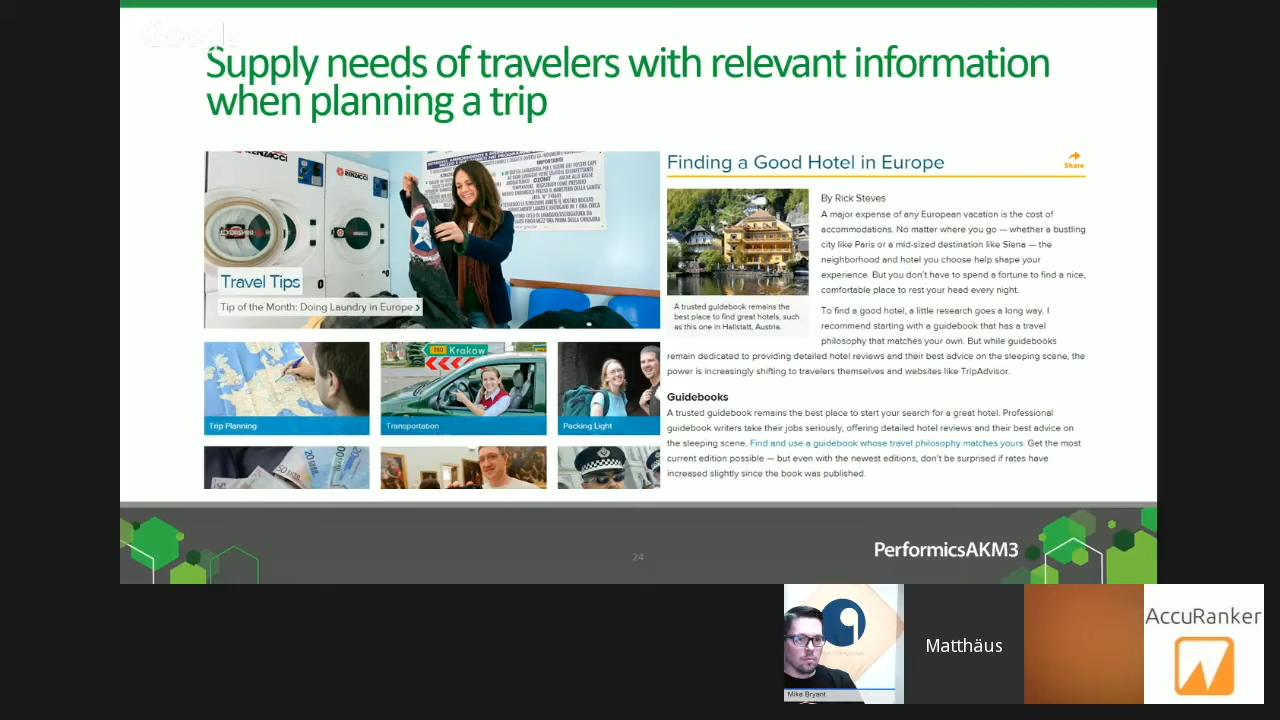 Google
Supply needs of travelers with relevant information
when planning a trip
RENZACCI
RENZACCI
IMPORTANTE
Travel Tips
Tip of the Month: Doing Laundry in Europe ›
Kraków
Trip Planning
Transportation
Packing Light
Finding a Good Hotel in Europe
Share
By Rick Steves
A major expense of any European vacation is the cost of
accommodations. No matter where you go — whether a bustling
city like Paris or a mid-sized destination like Siena — the
neighborhood and hotel you choose help shape your
experience. But you don't have to spend a fortune to find a nice,
comfortable place to rest your head every night.
A trusted guidebook remains the
best place to find great hotels, such
as this one in Hallstatt, Austria.
To find a good hotel, a little research goes a long way. I
recommend starting with a guidebook that has a travel
philosophy that matches your own. But while guidebooks
remain dedicated to providing detailed hotel reviews and their best advice on the sleeping scene, the
power is increasingly shifting to travelers themselves and websites like TripAdvisor.
Guidebooks
A trusted guidebook remains the best place to start your search for a great hotel. Professional
guidebook writers take their jobs seriously, offering detailed hotel reviews and their best advice on
the sleeping scene. Find and use a guidebook whose travel philosophy matches yours. Get the most
current edition possible — but even with the newest editions, don't be surprised if rates have
increased slightly since the book was published.
24
PerformicsAKM3
Mike Bryant
Matthäus
AccuRanker